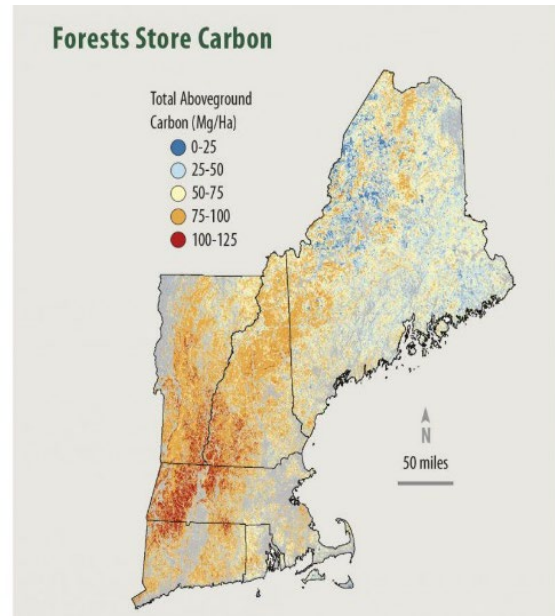 Forests Store Carbon
Total Aboveground
Carbon (Mg/Ha)
0-25
25-50
50-75
75-100
100-125
N
50 miles